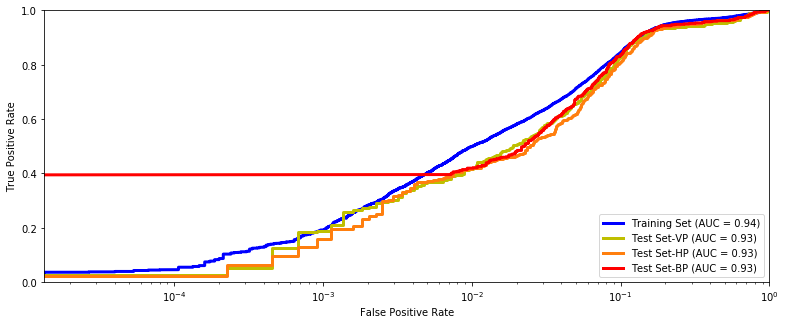 1.0
0.8
0.6
0.4
0.2
0.0
True Positive Rate
Training Set (AUC = 0.94)
Test Set-VP (AUC = 0.93)
Test Set-HP (AUC = 0.93)
Test Set-BP (AUC = 0.93)
10⁻⁴ 10⁻³ 10⁻² 10⁻¹ 10⁰
False Positive Rate